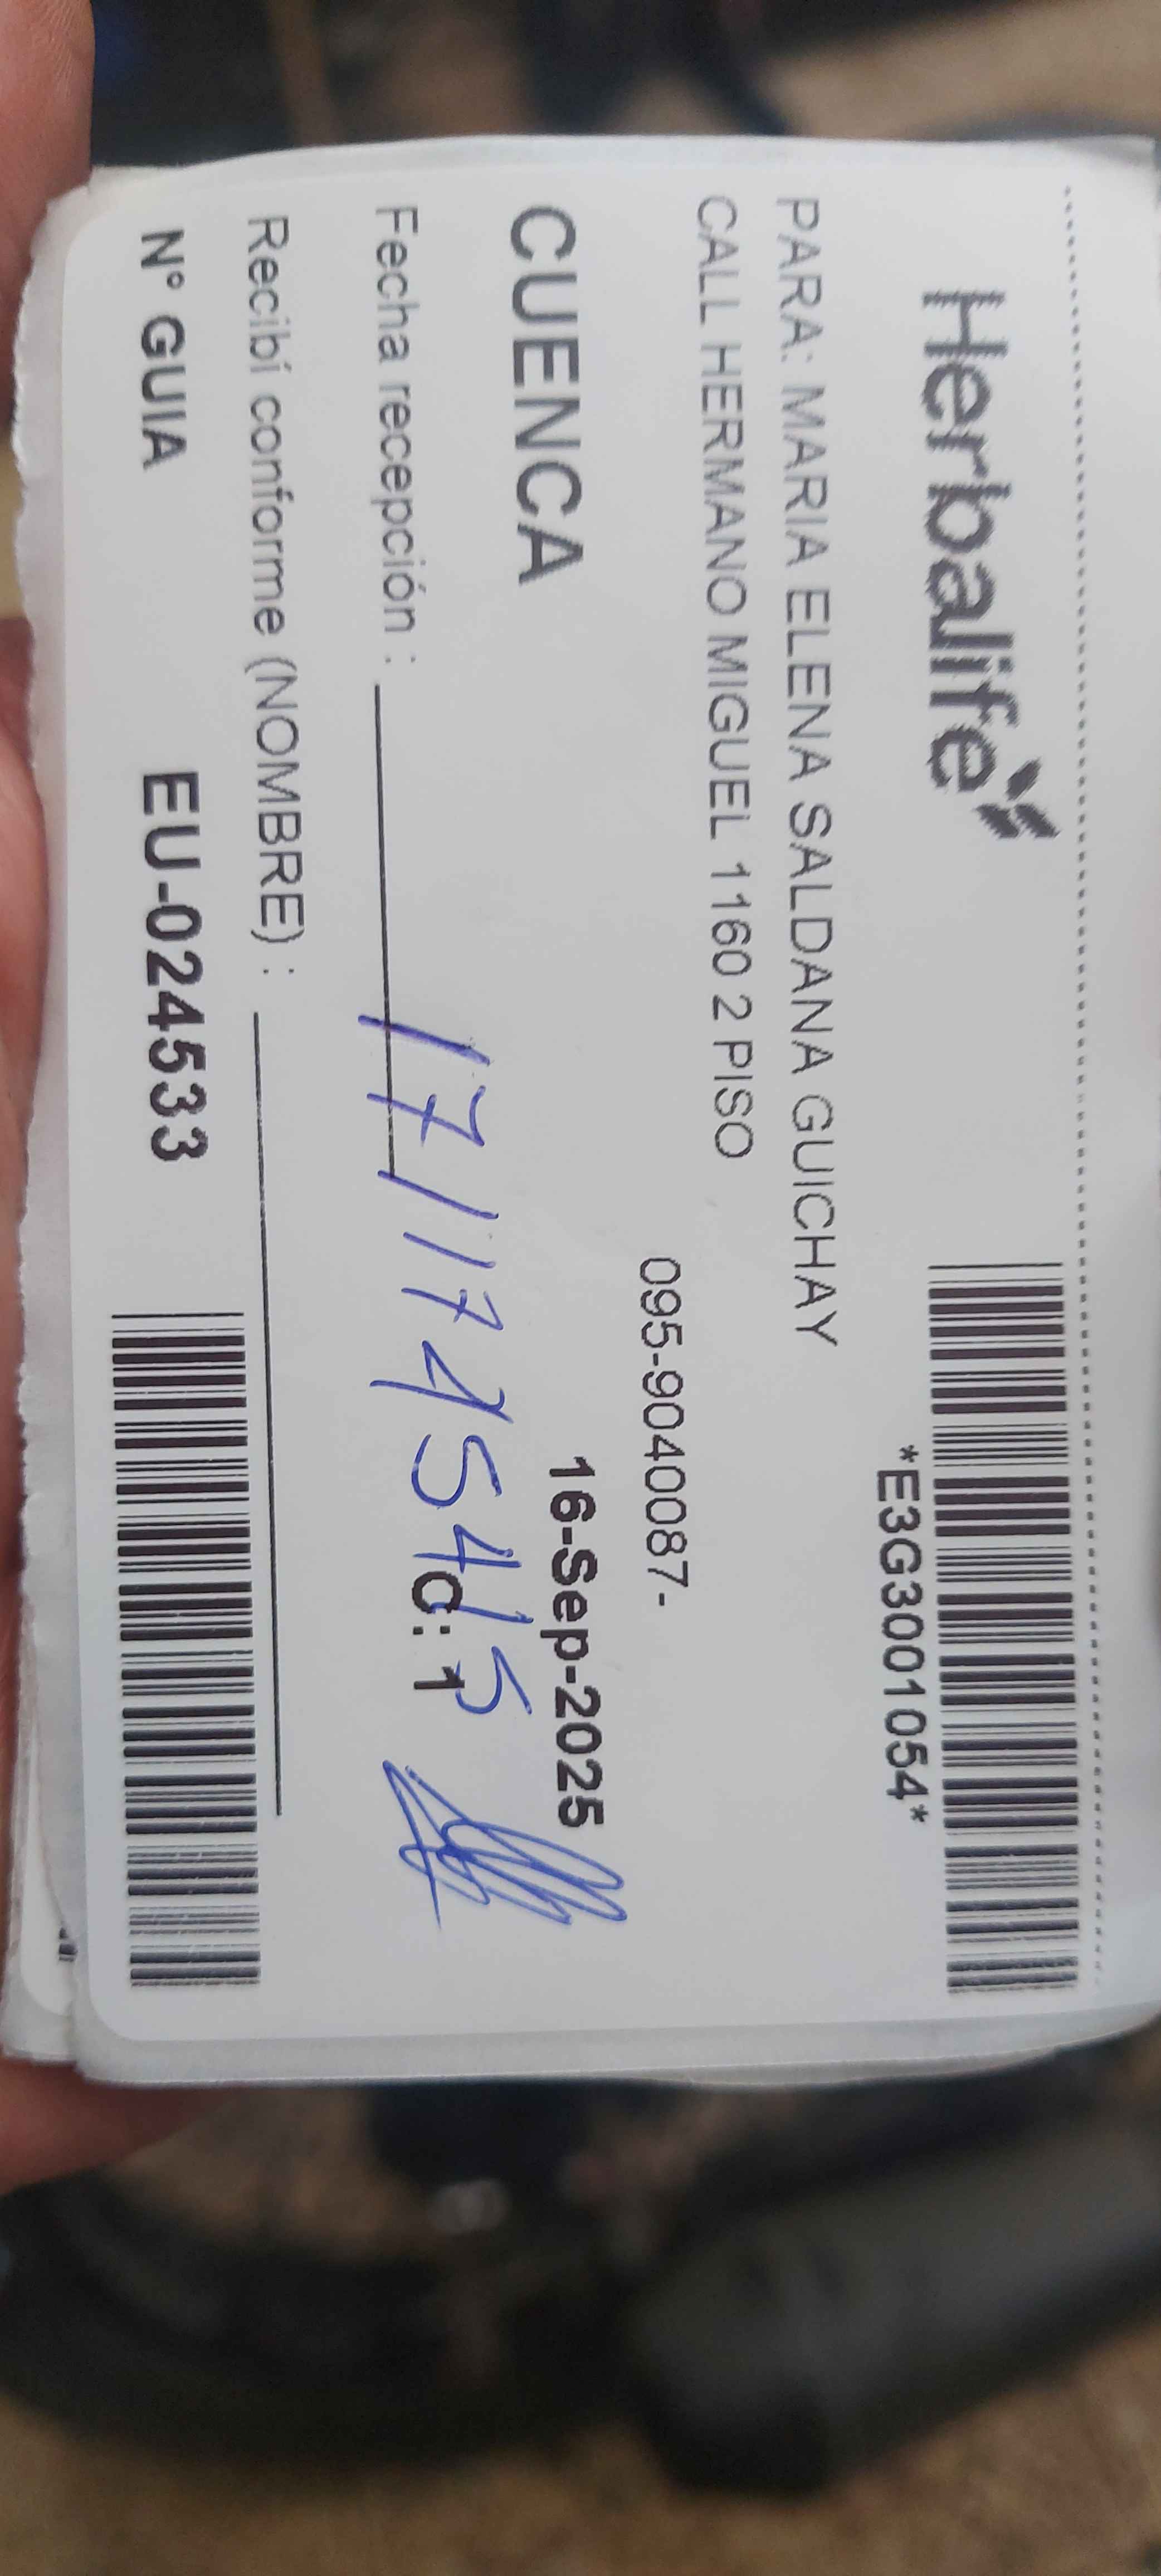 Herbalife
*E3G3001054*
PARA: MARIA ELENA SALDANA GUICHAY
CALL HERMANO MIGUEL 1160 2 PISO
095-9040087-
CUENCA
16-Sep-2025
Fecha recepción :
C: 1
Recibí conforme (NOMBRE) :
N° GUIA EU-024533